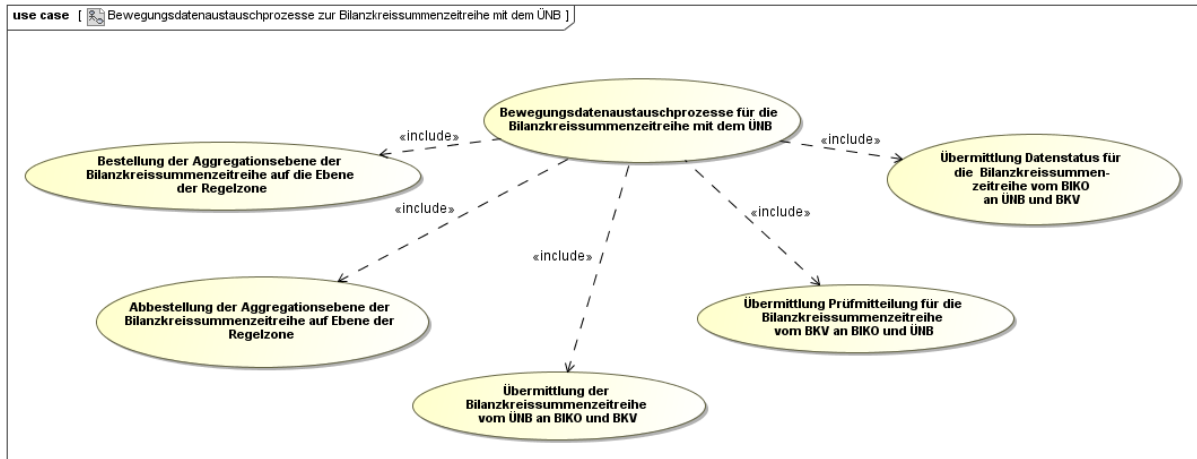 use case [ Bewegungsdatenaustauschprozesse zur Bilanzkreissummenzeitreihe mit dem ÜNB ]
Bewegungsdatenaustauschprozesse für die
Bilanzkreissummenzeitreihe mit dem ÜNB
«include»
«include»
«include»
«include»
«include»
Bestellung der Aggregationsebene der
Bilanzkreissummenzeitreihe auf die Ebene
der Regelzone
Übermittlung Datenstatus für
die Bilanzkreissummen-
zeitreihe vom BIKO
an ÜNB und BKV
Abbestellung der Aggregationsebene der
Bilanzkreissummenzeitreihe auf Ebene der
Regelzone
Übermittlung Prüfmitteilung für die
Bilanzkreissummenzeitreihe
vom BKV an BIKO und ÜNB
Übermittlung der
Bilanzkreissummenzeitreihe
vom ÜNB an BIKO und BKV